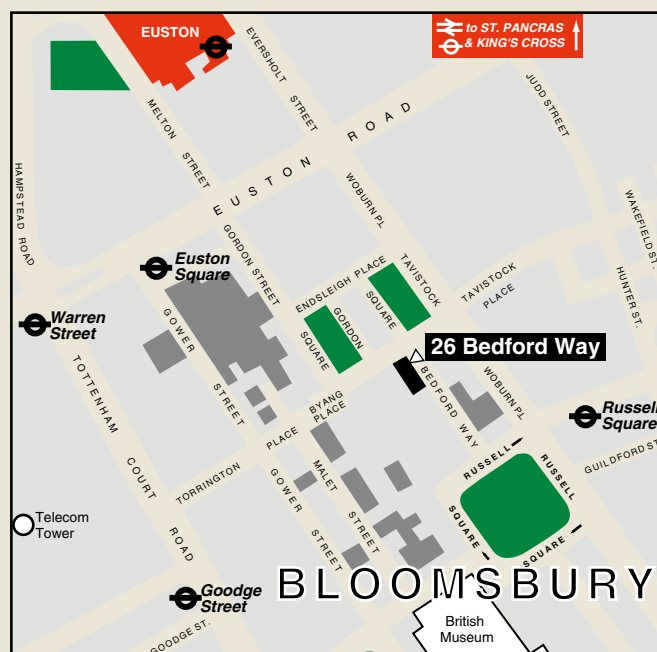 EUSTON
to ST. PANCRAS
& KING'S CROSS
EVERSHOLT STREET
MELTON STREET
EUSTON ROAD
JUDD STREET
HAMPSTEAD ROAD
WOBURN PL
WAKEFIELD ST.
GORDON STREET
Euston
Square
ENDSLEIGH PLACE
TAVISTOCK
SQUARE
TAVISTOCK
PLACE
HUNTER ST.
Warren
Street
GOWER STREET
GORDON
SQUARE
26 Bedford Way
TOTTENHAM COURT ROAD
BEDFORD WAY
WOBURN PL
BYANG
PLACE
Russell
Square
TORRINGTON PLACE
MALET STREET
GOWER STREET
RUSSELL
RUSSELL
SQUARE
SQUARE
GUILDFORD ST
Telecom
Tower
BLOOMSBURY
Goodge
Street
GOODGE ST.
British
Museum